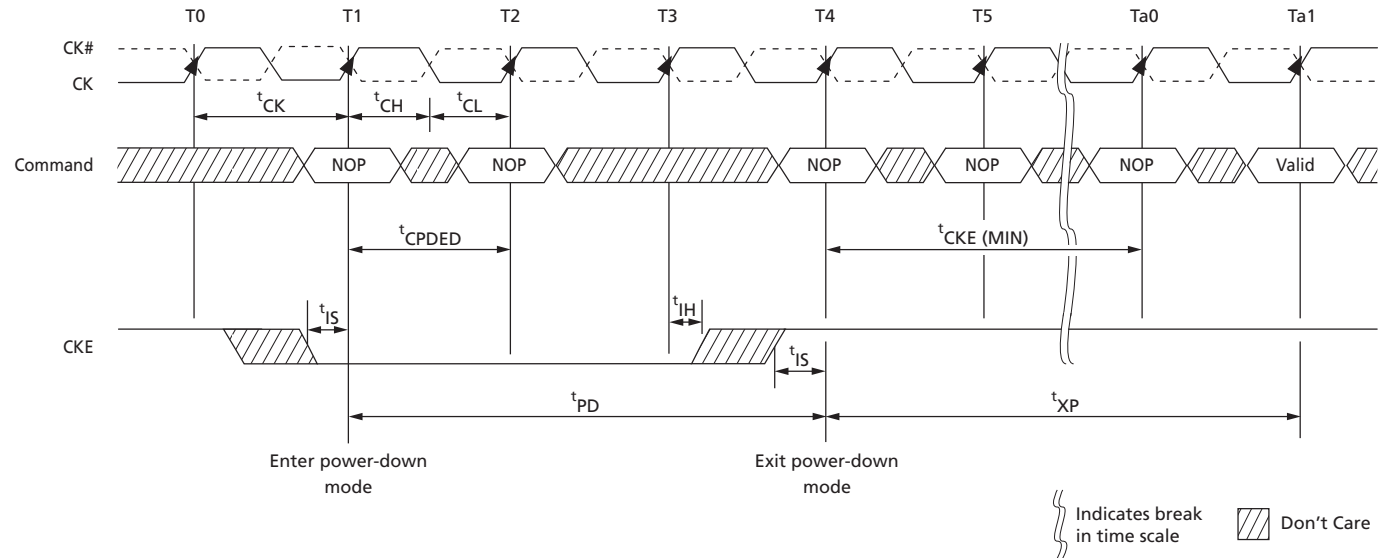 T0 T1 T2 T3 T4 T5 Ta0 Ta1
CK#
CK
tCK tCH tCL
Command NOP NOP NOP NOP NOP Valid
tCPDED tCKE (MIN)
tIS tIH
CKE
tIS
tPD tXP
Enter power-down
mode
Exit power-down
mode
Indicates break
in time scale
Don't Care